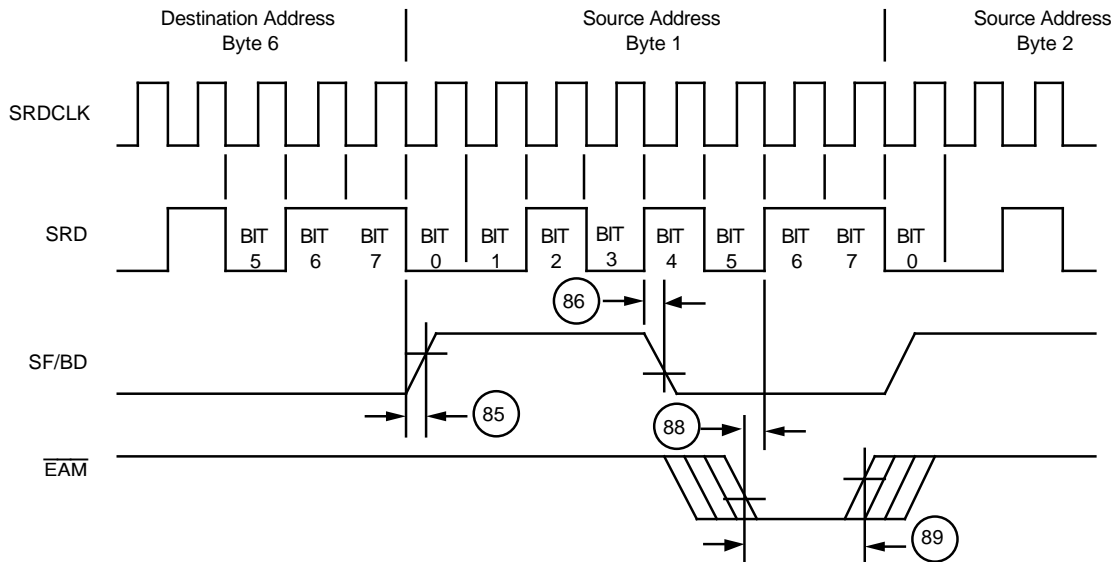 Destination Address
Byte 6
Source Address
Byte 1
Source Address
Byte 2
SRDCLK
SRD
BIT 5
BIT 6
BIT 7
BIT 0
BIT 1
BIT 2
BIT 3
BIT 4
BIT 5
BIT 6
BIT 7
BIT 0
86
SF/BD
85
88
EAM
89